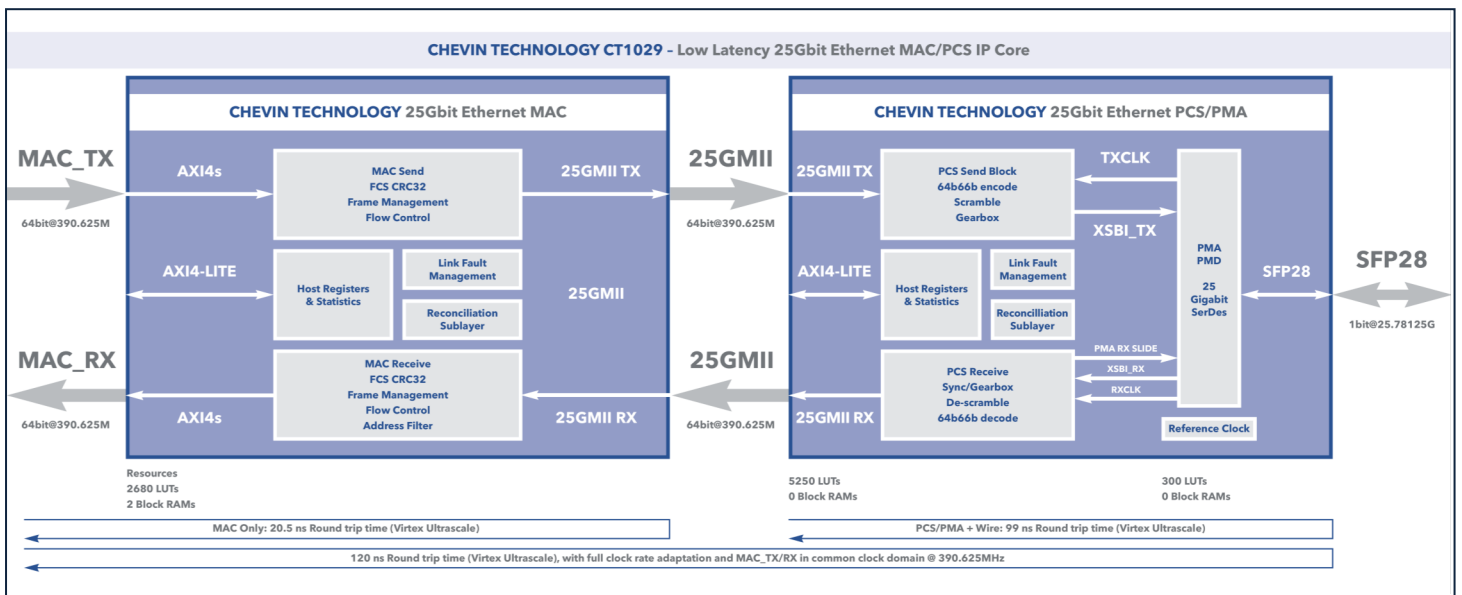 CHEVIN TECHNOLOGY CT1029 – Low Latency 25Gbit Ethernet MAC/PCS IP Core
CHEVIN TECHNOLOGY 25Gbit Ethernet MAC
MAC_TX
64bit@390.625M
AXI4s
MAC Send
FCS CRC32
Frame Management
Flow Control
25GMII TX
AXI4-LITE
Host Registers
& Statistics
Link Fault
Management
Reconciliation
Sublayer
25GMII
MAC_RX
64bit@390.625M
AXI4s
MAC Receive
FCS CRC32
Frame Management
Flow Control
Address Filter
25GMII RX
25GMII
64bit@390.625M
25GMII
64bit@390.625M
CHEVIN TECHNOLOGY 25Gbit Ethernet PCS/PMA
25GMII TX
PCS Send Block
64b66b encode
Scramble
Gearbox
TXCLK
XSBI_TX
AXI4-LITE
Host Registers
& Statistics
Link Fault
Management
Reconcilliation
Sublayer
PMA
PMD
25
Gigabit
SerDes
SFP28
SFP28
1bit@25.78125G
25GMII RX
PCS Receive
Sync/Gearbox
De-scramble
64b66b decode
PMA RX SLIDE
XSBI_RX
RXCLK
Reference Clock
Resources
2680 LUTs
2 Block RAMs
5250 LUTs
0 Block RAMs
300 LUTs
0 Block RAMs
MAC Only: 20.5 ns Round trip time (Virtex Ultrascale)
PCS/PMA + Wire: 99 ns Round trip time (Virtex Ultrascale)
120 ns Round trip time (Virtex Ultrascale), with full clock rate adaptation and MAC_TX/RX in common clock domain @ 390.625MHz